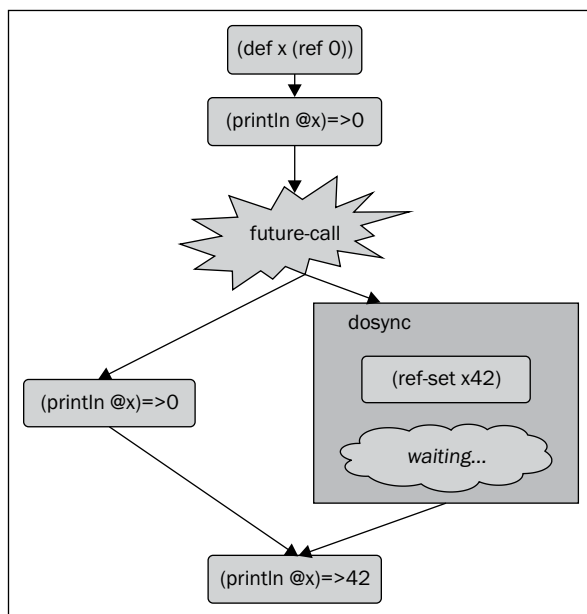 (def x (ref 0))
(println @x)=>0
future-call
dosync
(ref-set x42)
(println @x)=>0
waiting...
(println @x)=>42